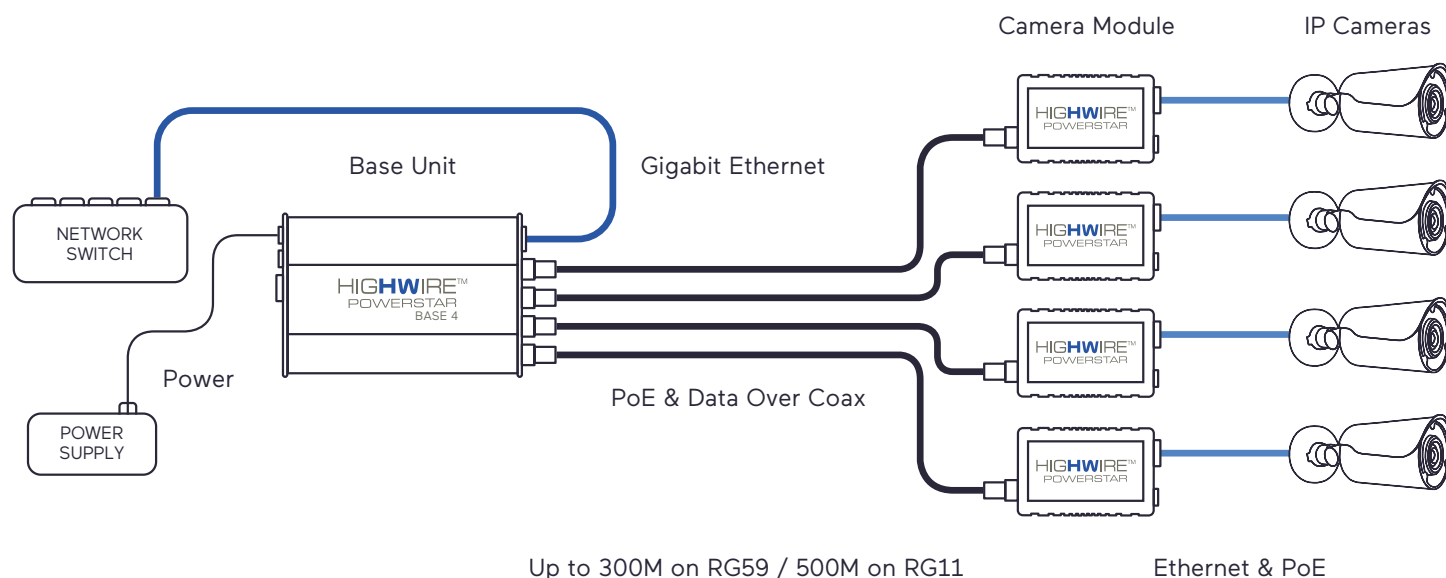 Camera Module
IP Cameras
HIGHWIRE™
POWERSTAR
Base Unit
Gigabit Ethernet
NETWORK
SWITCH
HIGHWIRE™
POWERSTAR
HIGHWIRE™
POWERSTAR
BASE 4
HIGHWIRE™
POWERSTAR
Power
PoE & Data Over Coax
POWER
SUPPLY
HIGHWIRE™
POWERSTAR
Up to 300M on RG59 / 500M on RG11
Ethernet & PoE